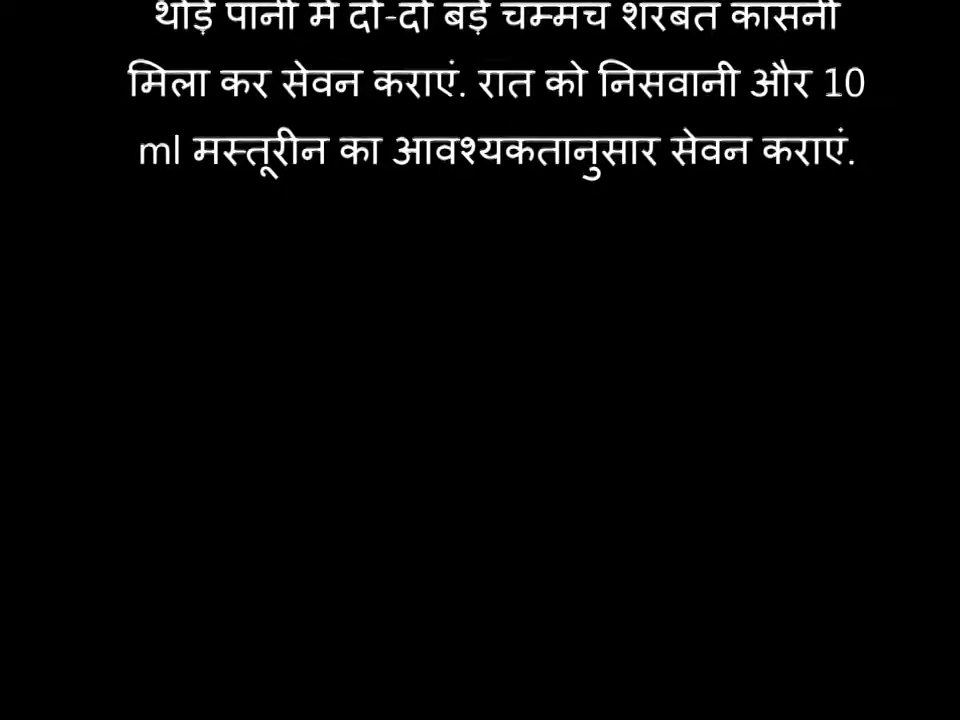 थोड़े पानी में दो-दो बड़े चम्मच शरबत कासनी
मिला कर सेवन कराएं. रात को निसवानी और 10
ml मस्तूरीन का आवश्यकतानुसार सेवन कराएं.